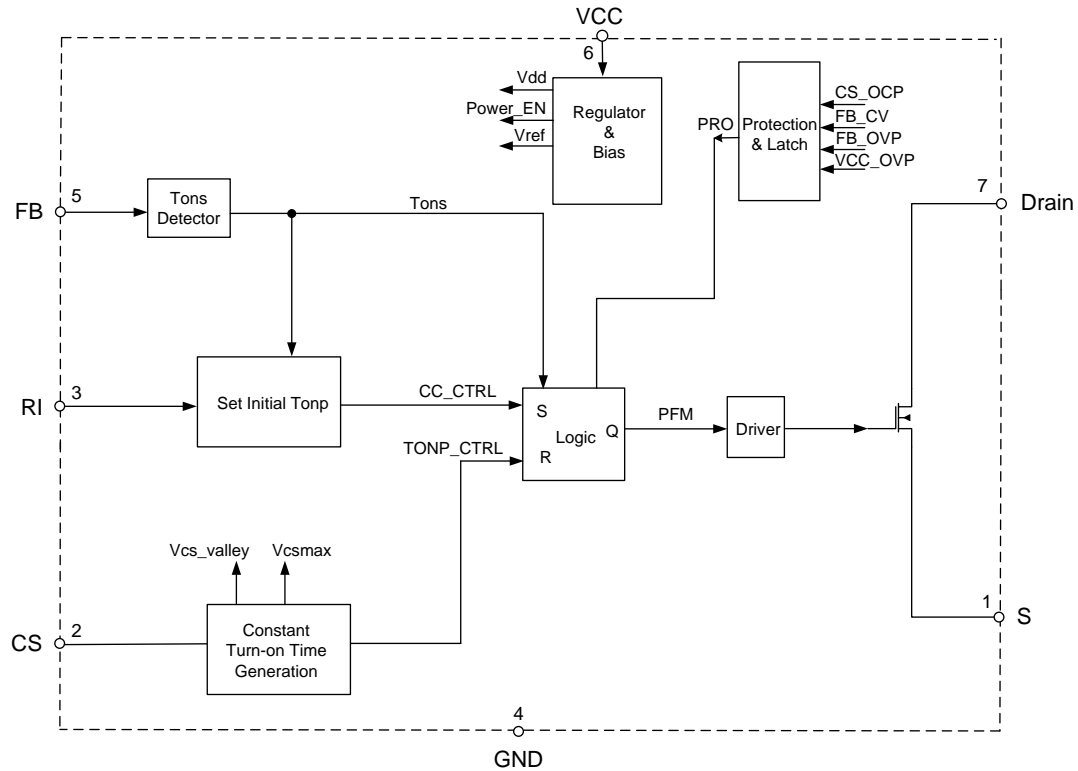 VCC
6
Vdd
Power_EN
Vref
Regulator
&
Bias
PRO
Protection
& Latch
CS_OCP
FB_CV
FB_OVP
VCC_OVP
FB
5
Tons
Detector
Tons
7
Drain
RI
3
Set Initial Tonp
CC_CTRL
TONP_CTRL
S
Logic
Q
R
PFM
Driver
Vcs_valley
Vcsmax
CS
2
Constant
Turn-on Time
Generation
1
S
4
GND